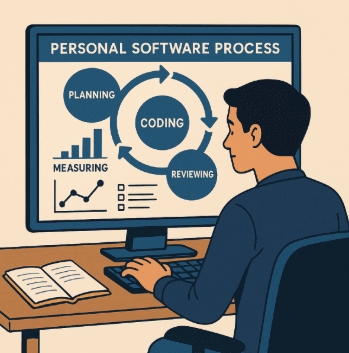 PERSONAL SOFTWARE PROCESS
PLANNING
CODING
MEASURING
REVIEWING